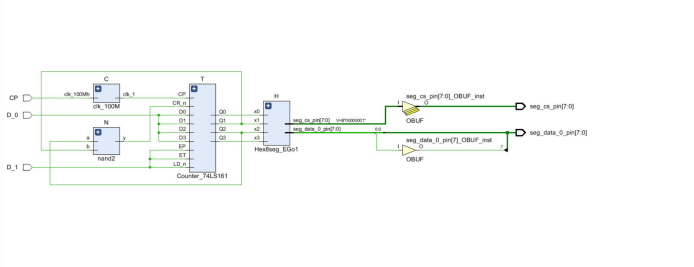 C
T
CP
clk_100Mhz
clk_1
clk_100M
CP
CR_n
D_0
D0
Q0
D1
Q1
D2
Q2
D3
Q3
EP
ET
LD_n
Counter_74LS161
N
a
b
y
nand2
D_1
H
x0
x1
x2
x3
seg_cs_pin[7:0]
seg_data_0_pin[7:0]
Hex8seg_EGo1
seg_cs_pin[7:0]_OBUF_inst
I
O
OBUF
seg_cs_pin[7:0]
seg_data_0_pin[7]_OBUF_inst
I
O
7
OBUF
seg_data_0_pin[7:0]